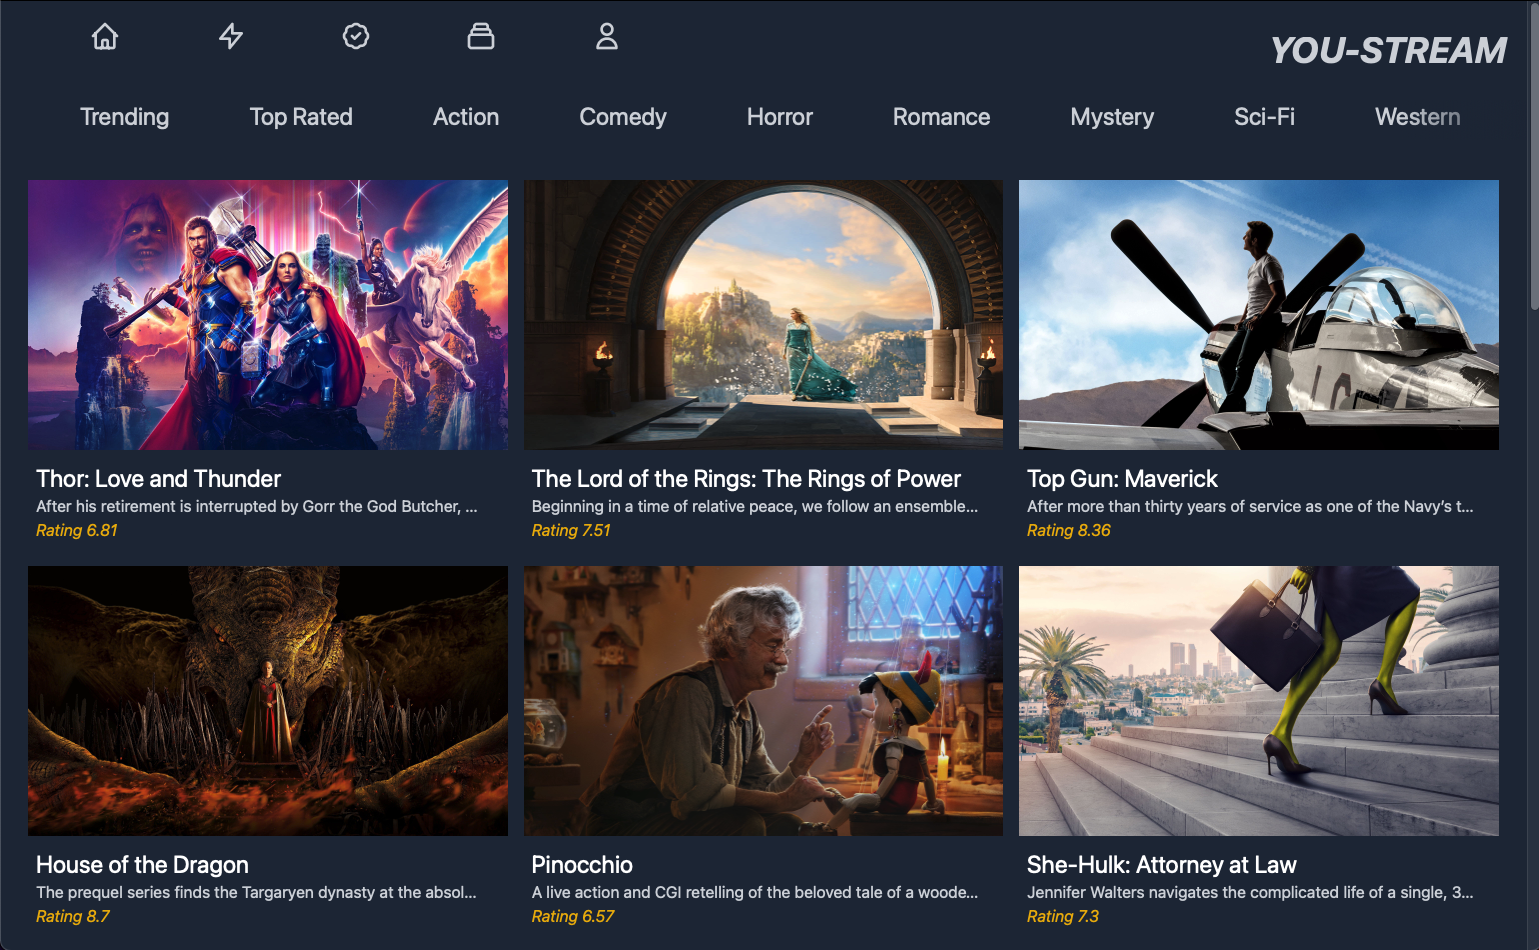 YOU-STREAM
Trending Top Rated Action Comedy Horror Romance Mystery Sci-Fi Western
Thor: Love and Thunder
After his retirement is interrupted by Gorr the God Butcher, ...
Rating 6.81
The Lord of the Rings: The Rings of Power
Beginning in a time of relative peace, we follow an ensemble...
Rating 7.51
Top Gun: Maverick
After more than thirty years of service as one of the Navy’s t...
Rating 8.36
House of the Dragon
The prequel series finds the Targaryen dynasty at the absol...
Rating 8.7
Pinocchio
A live action and CGI retelling of the beloved tale of a woode...
Rating 6.57
She-Hulk: Attorney at Law
Jennifer Walters navigates the complicated life of a single, 3...
Rating 7.3